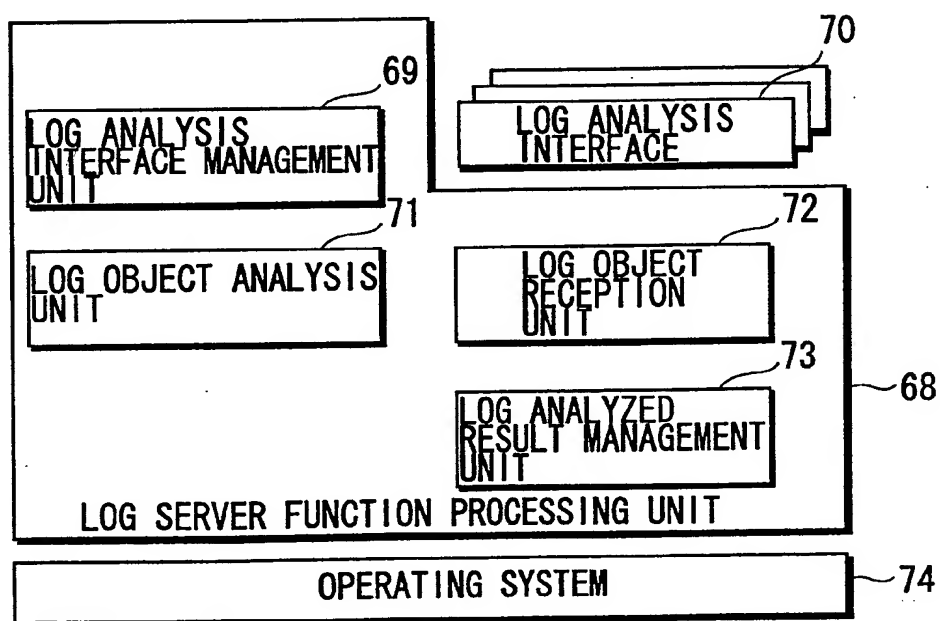 70
69
LOG ANALYSIS
INTERFACE MANAGEMENT
UNIT
LOG ANALYSIS
INTERFACE
71
LOG OBJECT ANALYSIS
UNIT
72
LOG OBJECT
RECEPTION
UNIT
73
LOG ANALYZED
RESULT MANAGEMENT
UNIT
68
LOG SERVER FUNCTION PROCESSING UNIT
OPERATING SYSTEM
74